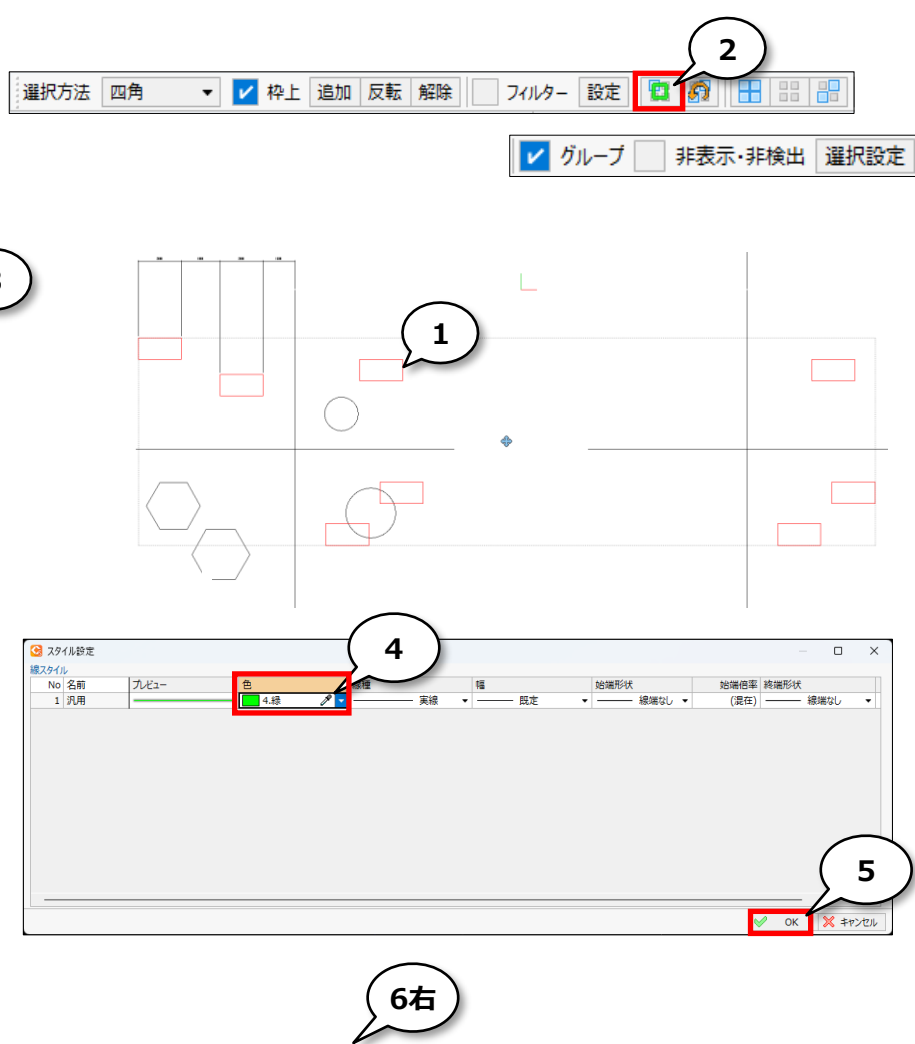 2
選択方法 四角 枠上 追加 反転 解除 フィルター 設定
グループ 非表示・非検出 選択設定
1
4
スタイル設定
線スタイル
No 名前 プレビュー 色 線種 幅 始端形状 始端倍率 終端形状
1 汎用 4.緑 実線 既定 線端なし (混在) 線端なし
5
OK キャンセル
6右